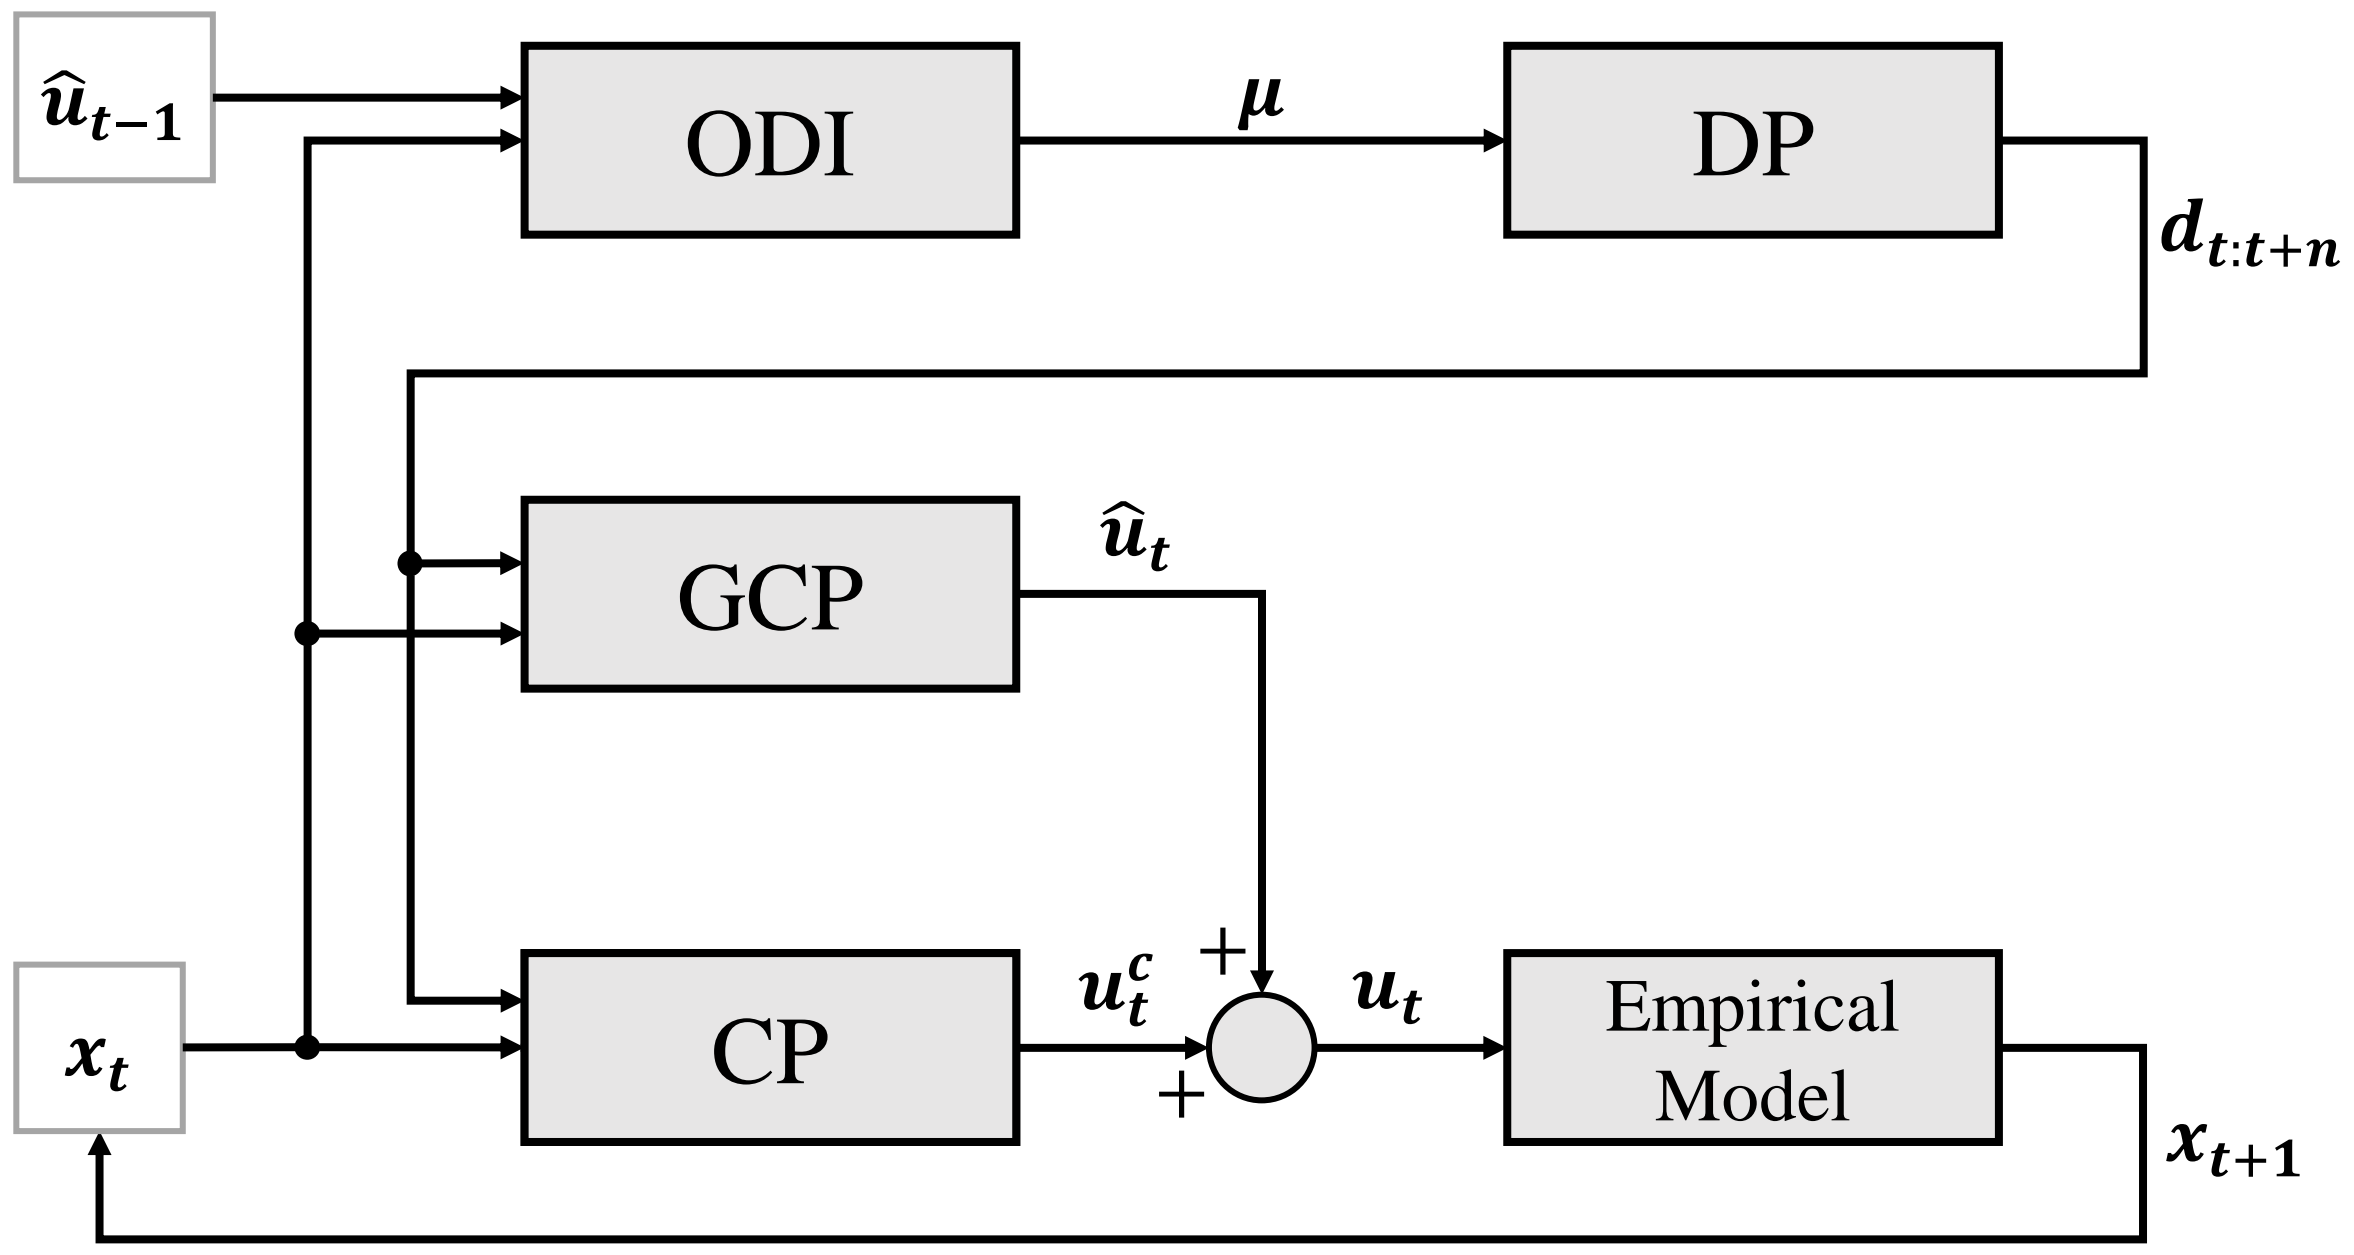 û_{t−1}
ODI
μ
DP
d_{t:t+n}
GCP
û_t
x_t
CP
u_t^c
+
+
u_t
Empirical
Model
x_{t+1}